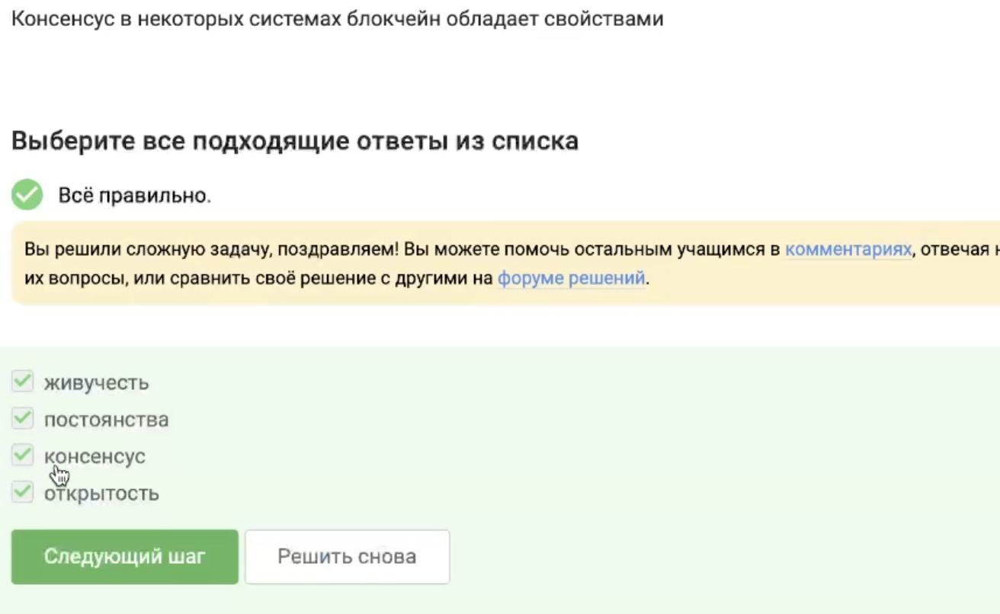 Консенсус в некоторых системах блокчейн обладает свойствами
Выберите все подходящие ответы из списка
Всё правильно.
Вы решили сложную задачу, поздравляем! Вы можете помочь остальным учащимся в комментариях, отвечая
их вопросы, или сравнить своё решение с другими на форуме решений.
живучесть
постоянства
консенсус
открытость
Следующий шаг
Решить снова